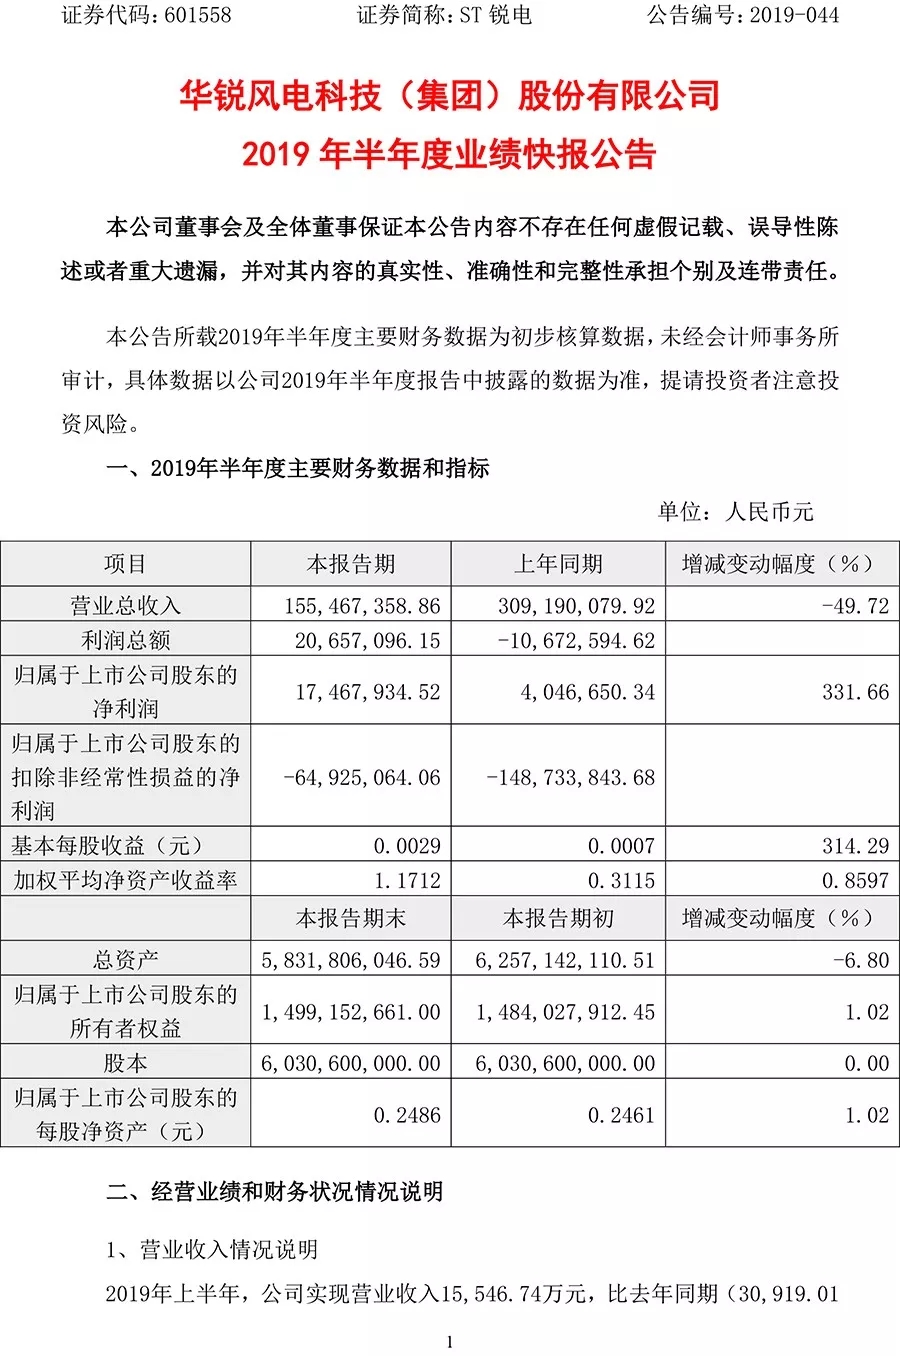 证券代码：601558 证券简称：ST 锐电 公告编号：2019-044
华锐风电科技（集团）股份有限公司
2019 年半年度业绩快报公告
本公司董事会及全体董事保证本公告内容不存在任何虚假记载、误导性陈
述或者重大遗漏，并对其内容的真实性、准确性和完整性承担个别及连带责任。
本公告所载2019年半年度主要财务数据为初步核算数据，未经会计师事务所
审计，具体数据以公司2019年半年度报告中披露的数据为准，提请投资者注意投
资风险。
一、2019年半年度主要财务数据和指标
单位：人民币元
项目 本报告期 上年同期 增减变动幅度（%）
营业总收入 155,467,358.86 309,190,079.92 -49.72
利润总额 20,657,096.15 -10,672,594.62
归属于上市公司股东的
净利润 17,467,934.52 4,046,650.34 331.66
归属于上市公司股东的
扣除非经常性损益的净 -64,925,064.06 -148,733,843.68
利润
基本每股收益（元） 0.0029 0.0007 314.29
加权平均净资产收益率 1.1712 0.3115 0.8597
本报告期末 本报告期初 增减变动幅度（%）
总资产 5,831,806,046.59 6,257,142,110.51 -6.80
归属于上市公司股东的
所有者权益 1,499,152,661.00 1,484,027,912.45 1.02
股本 6,030,600,000.00 6,030,600,000.00 0.00
归属于上市公司股东的
每股净资产（元） 0.2486 0.2461 1.02
二、经营业绩和财务状况情况说明
1、营业收入情况说明
2019年上半年，公司实现营业收入15,546.74万元，比去年同期（30,919.01
1